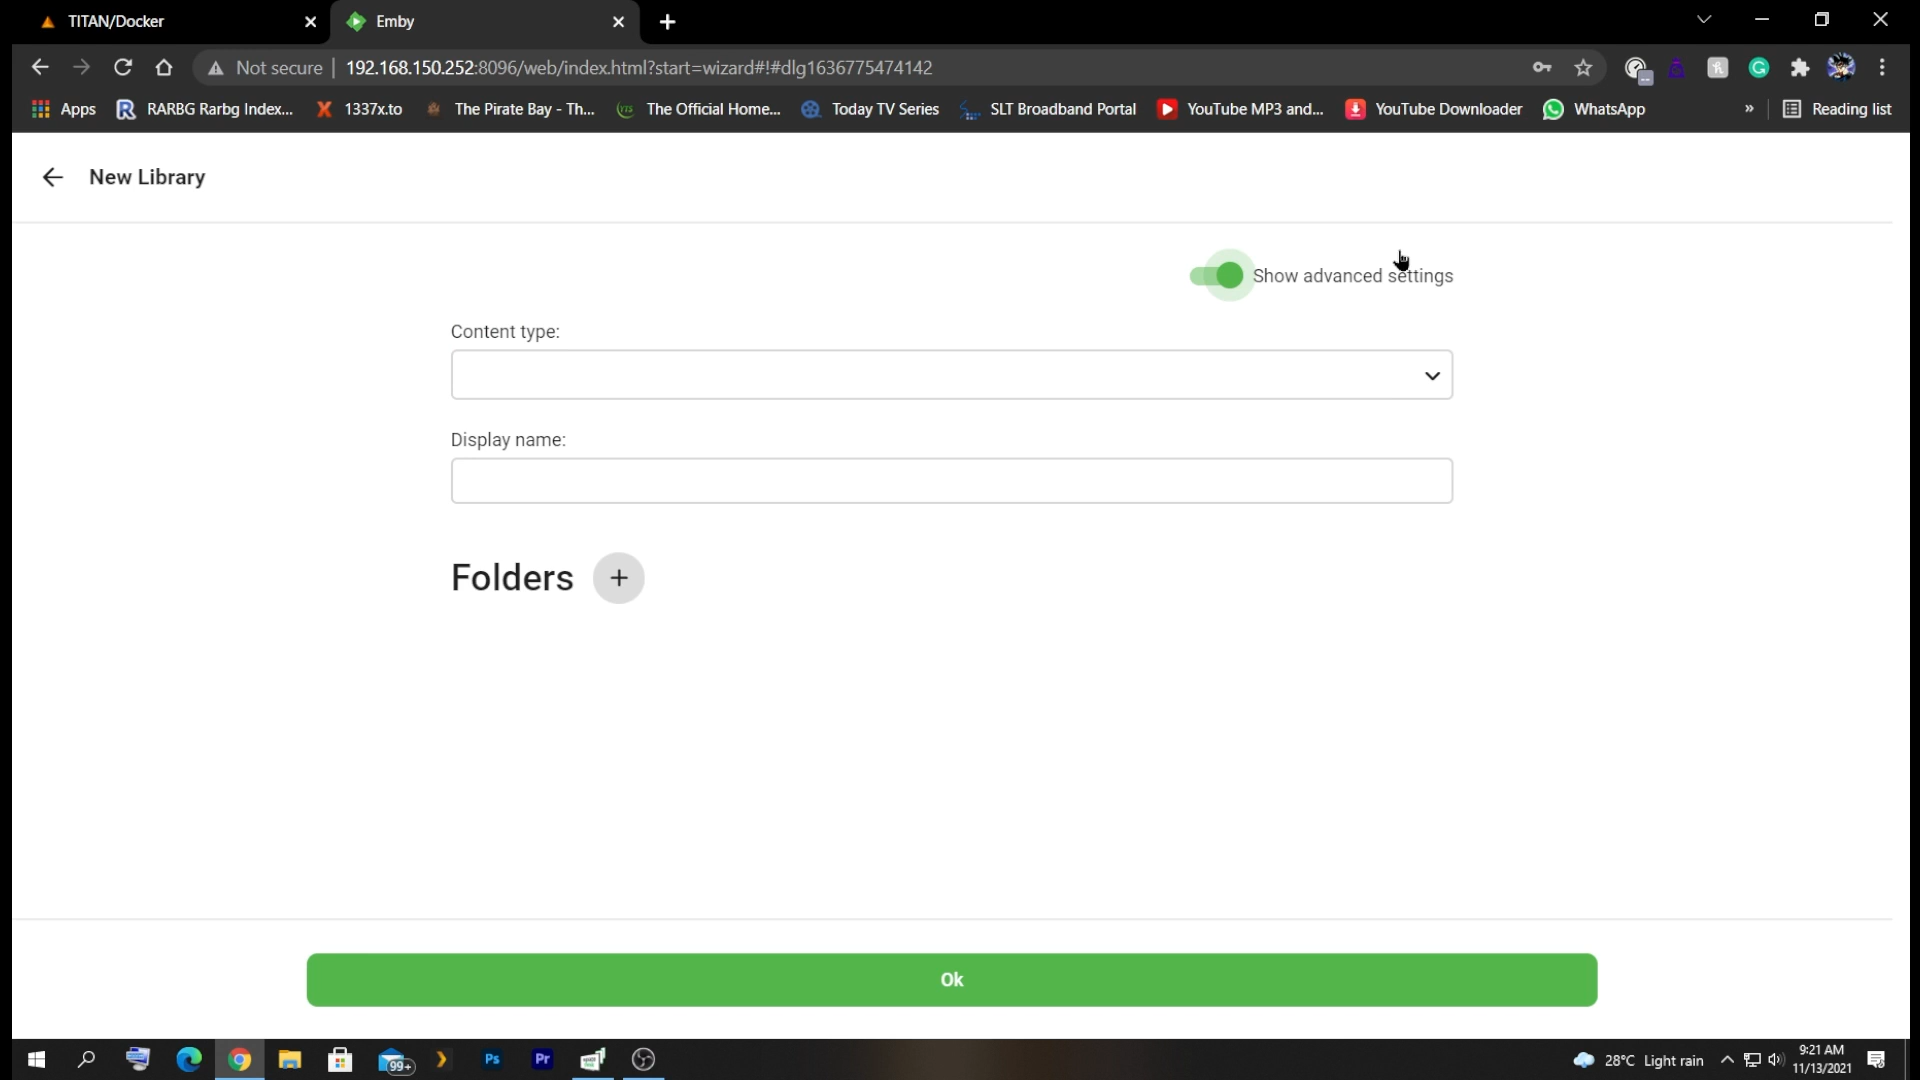 TITAN/Docker
Emby
Not secure | 192.168.150.252:8096/web/index.html?start=wizard#!#dlg1636775474142
Apps RARBG Rarbg Index... 1337x.to The Pirate Bay - Th... The Official Home... Today TV Series SLT Broadband Portal YouTube MP3 and... YouTube Downloader WhatsApp » Reading list
New Library
Show advanced settings
Content type:
Display name:
Folders +
Ok
99+ Ps Pr 28°C Light rain 9:21 AM
11/13/2021